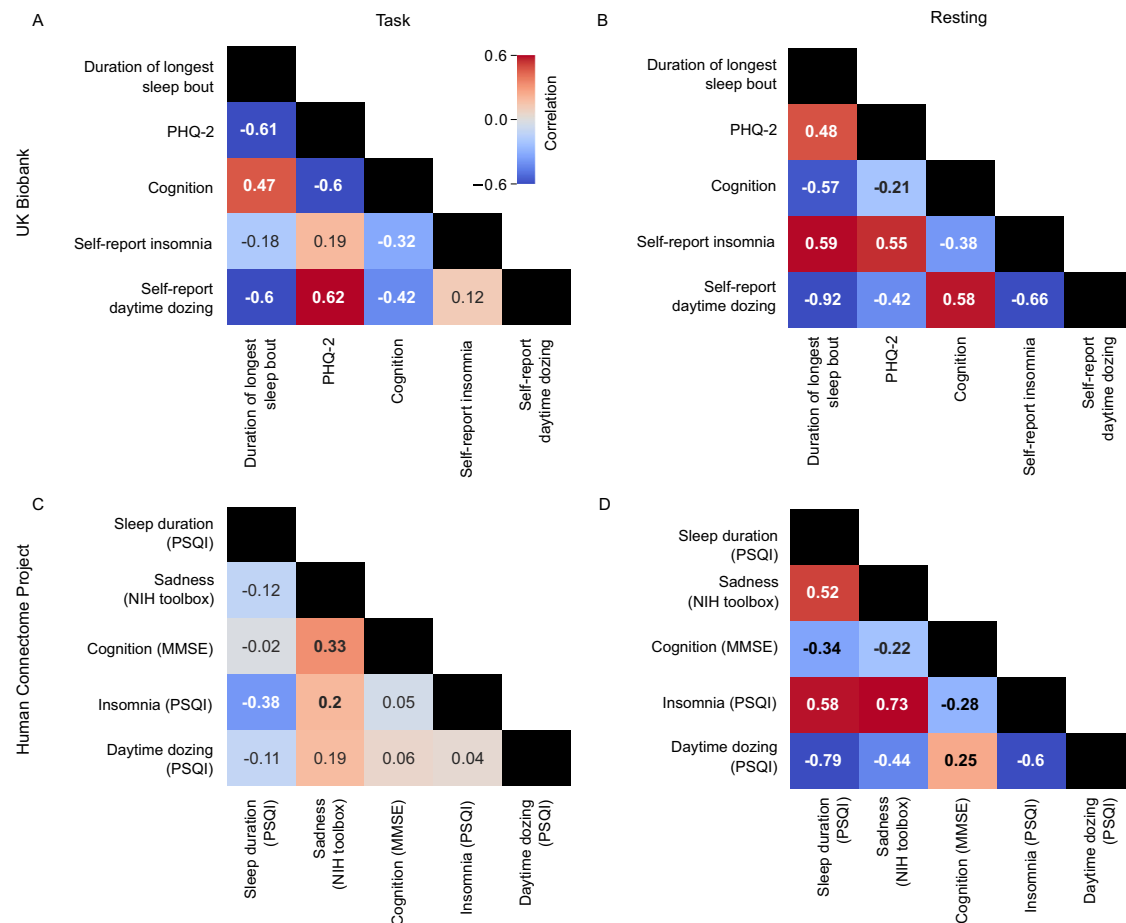 A
Task
B
Resting
UK Biobank
Duration of longest
sleep bout
PHQ-2
Cognition
Self-report insomnia
Self-report
daytime dozing
-0.61
0.47
-0.6
-0.18
0.19
-0.32
-0.6
0.62
-0.42
0.12
Duration of longest
sleep bout
PHQ-2
Cognition
Self-report insomnia
Self-report
daytime dozing
0.6
0.0
−0.6
Correlation
Duration of longest
sleep bout
PHQ-2
Cognition
Self-report insomnia
Self-report
daytime dozing
0.48
-0.57
-0.21
0.59
0.55
-0.38
-0.92
-0.42
0.58
-0.66
Duration of longest
sleep bout
PHQ-2
Cognition
Self-report insomnia
Self-report
daytime dozing
Human Connectome Project
C
Sleep duration
(PSQI)
Sadness
(NIH toolbox)
Cognition (MMSE)
Insomnia (PSQI)
Daytime dozing
(PSQI)
-0.12
-0.02
0.33
-0.38
0.2
0.05
-0.11
0.19
0.06
0.04
Sleep duration
(PSQI)
Sadness
(NIH toolbox)
Cognition (MMSE)
Insomnia (PSQI)
Daytime dozing
(PSQI)
D
Sleep duration
(PSQI)
Sadness
(NIH toolbox)
Cognition (MMSE)
Insomnia (PSQI)
Daytime dozing
(PSQI)
0.52
-0.34
-0.22
0.58
0.73
-0.28
-0.79
-0.44
0.25
-0.6
Sleep duration
(PSQI)
Sadness
(NIH toolbox)
Cognition (MMSE)
Insomnia (PSQI)
Daytime dozing
(PSQI)